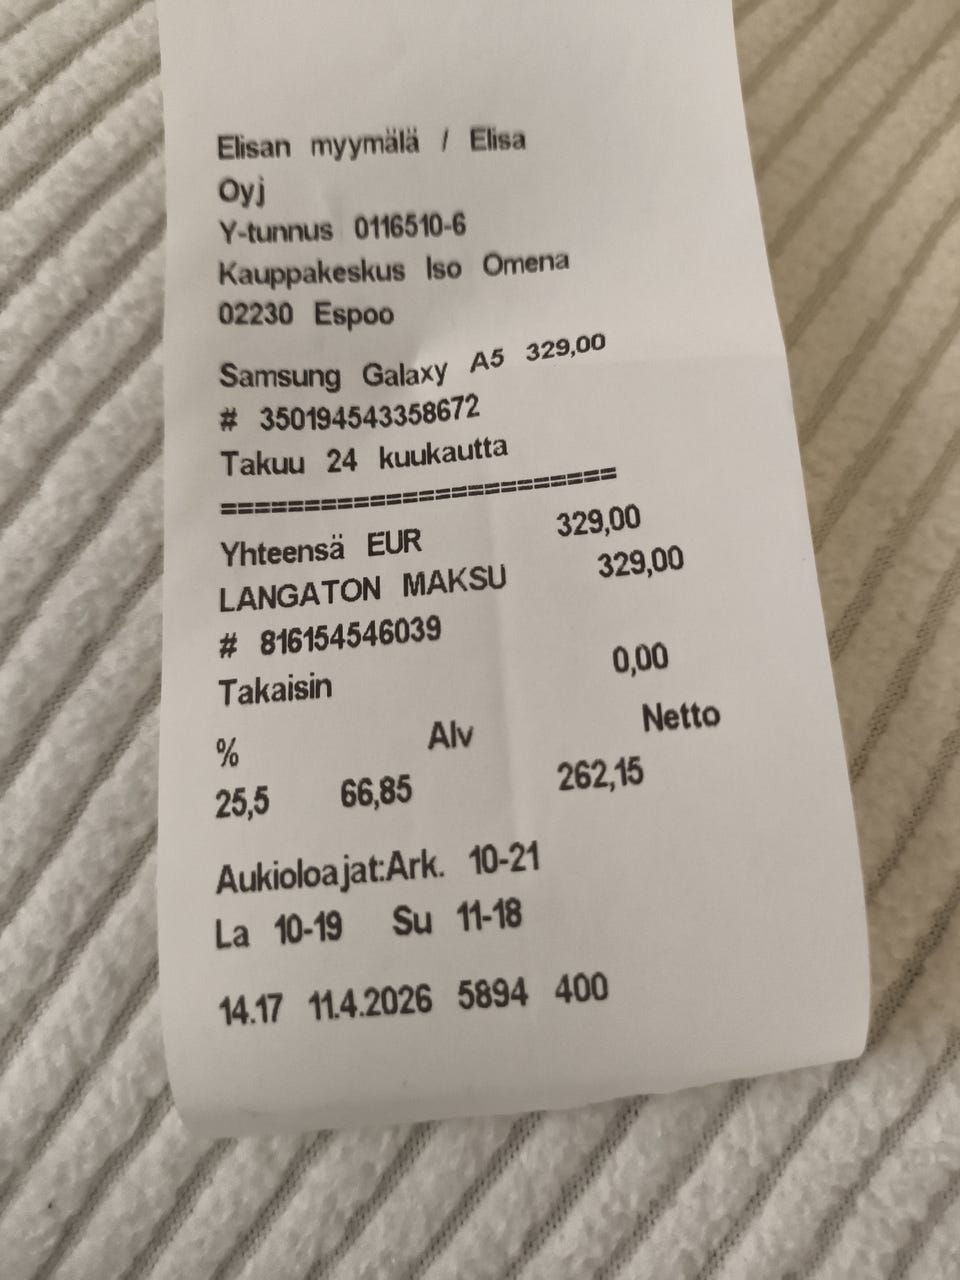 Elisan myymälä / Elisa
Oyj
Y-tunnus 0116510-6
Kauppakeskus Iso Omena
02230 Espoo
Samsung Galaxy A5 329,00
# 350194543358672
Takuu 24 kuukautta
========================
Yhteensä EUR 329,00
LANGATON MAKSU 329,00
# 816154546039
Takaisin 0,00
% Alv Netto
25,5 66,85 262,15
Aukioloajat:Ark. 10-21
La 10-19 Su 11-18
14.17 11.4.2026 5894 400